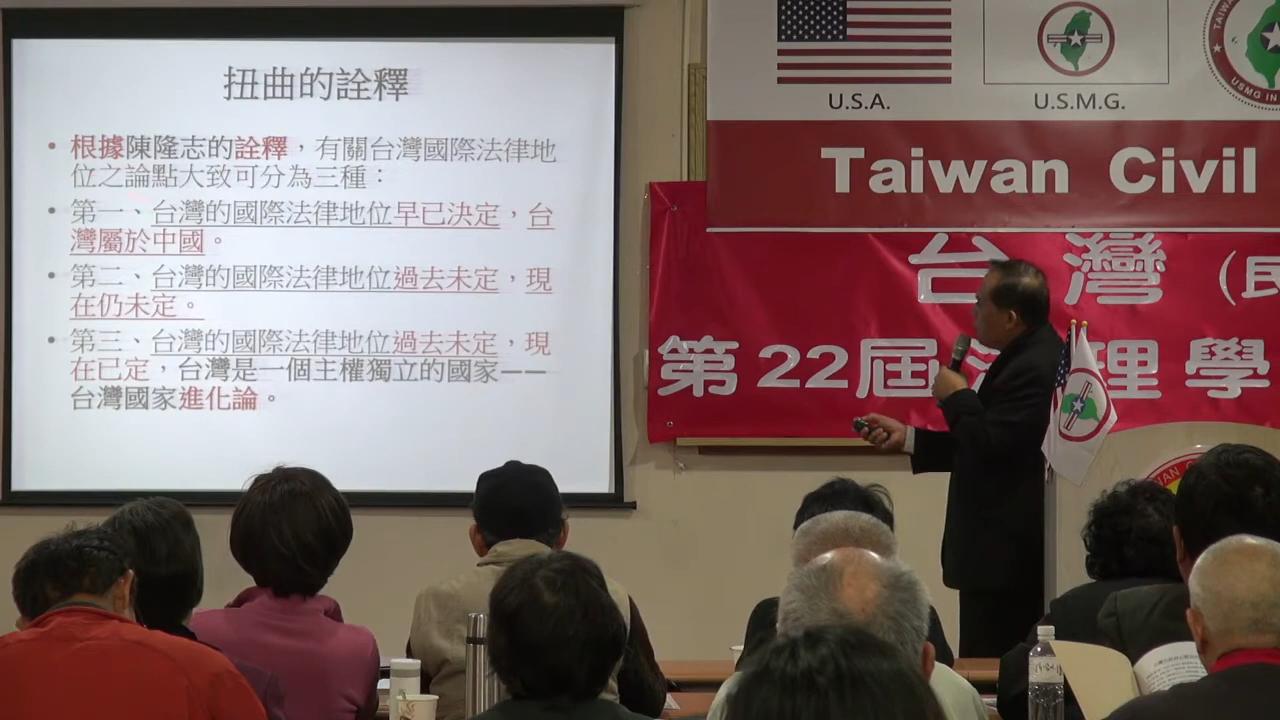 扭曲的詮釋
• 根據陳隆志的詮釋，有關台灣國際法律地
位之論點大致可分為三種：
• 第一、台灣的國際法律地位早已決定，台
灣屬於中國。
• 第二、台灣的國際法律地位過去未定，現
在仍未定。
• 第三、台灣的國際法律地位過去未定，現
在已定，台灣是一個主權獨立的國家——
台灣國家進化論。
U.S.A.
U.S.M.G.
USMG IN
Taiwan Civil
台灣（民
第22屆 理學